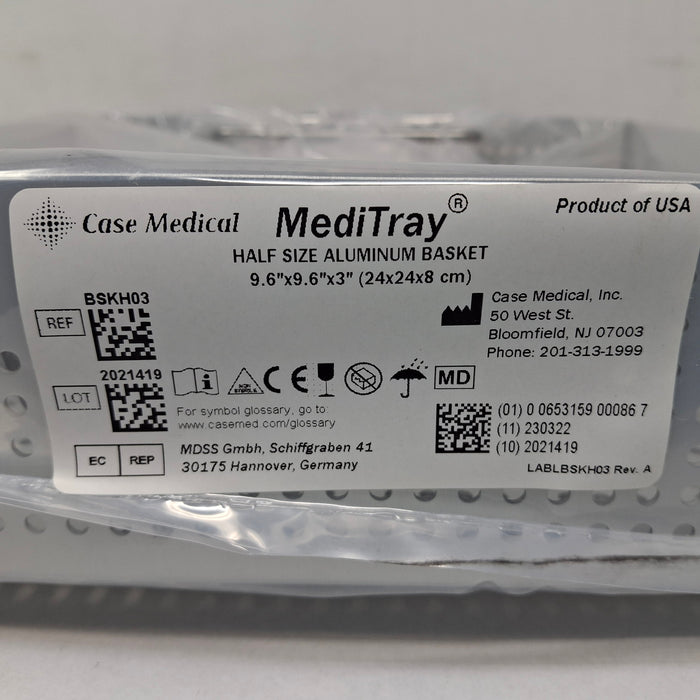 Case Medical
MediTray®
Product of USA
HALF SIZE ALUMINUM BASKET
9.6"x9.6"x3" (24x24x8 cm)
BSKH03
REF
Case Medical, Inc.
50 West St.
Bloomfield, NJ 07003
Phone: 201-313-1999
2021419
LOT
CE
MD
For symbol glossary, go to:
www.casemed.com/glossary
(01) 0 0653159 00086 7
(11) 230322
(10) 2021419
EC REP
MDSS Gmbh, Schiffgraben 41
30175 Hannover, Germany
LABLBSKH03 Rev. A